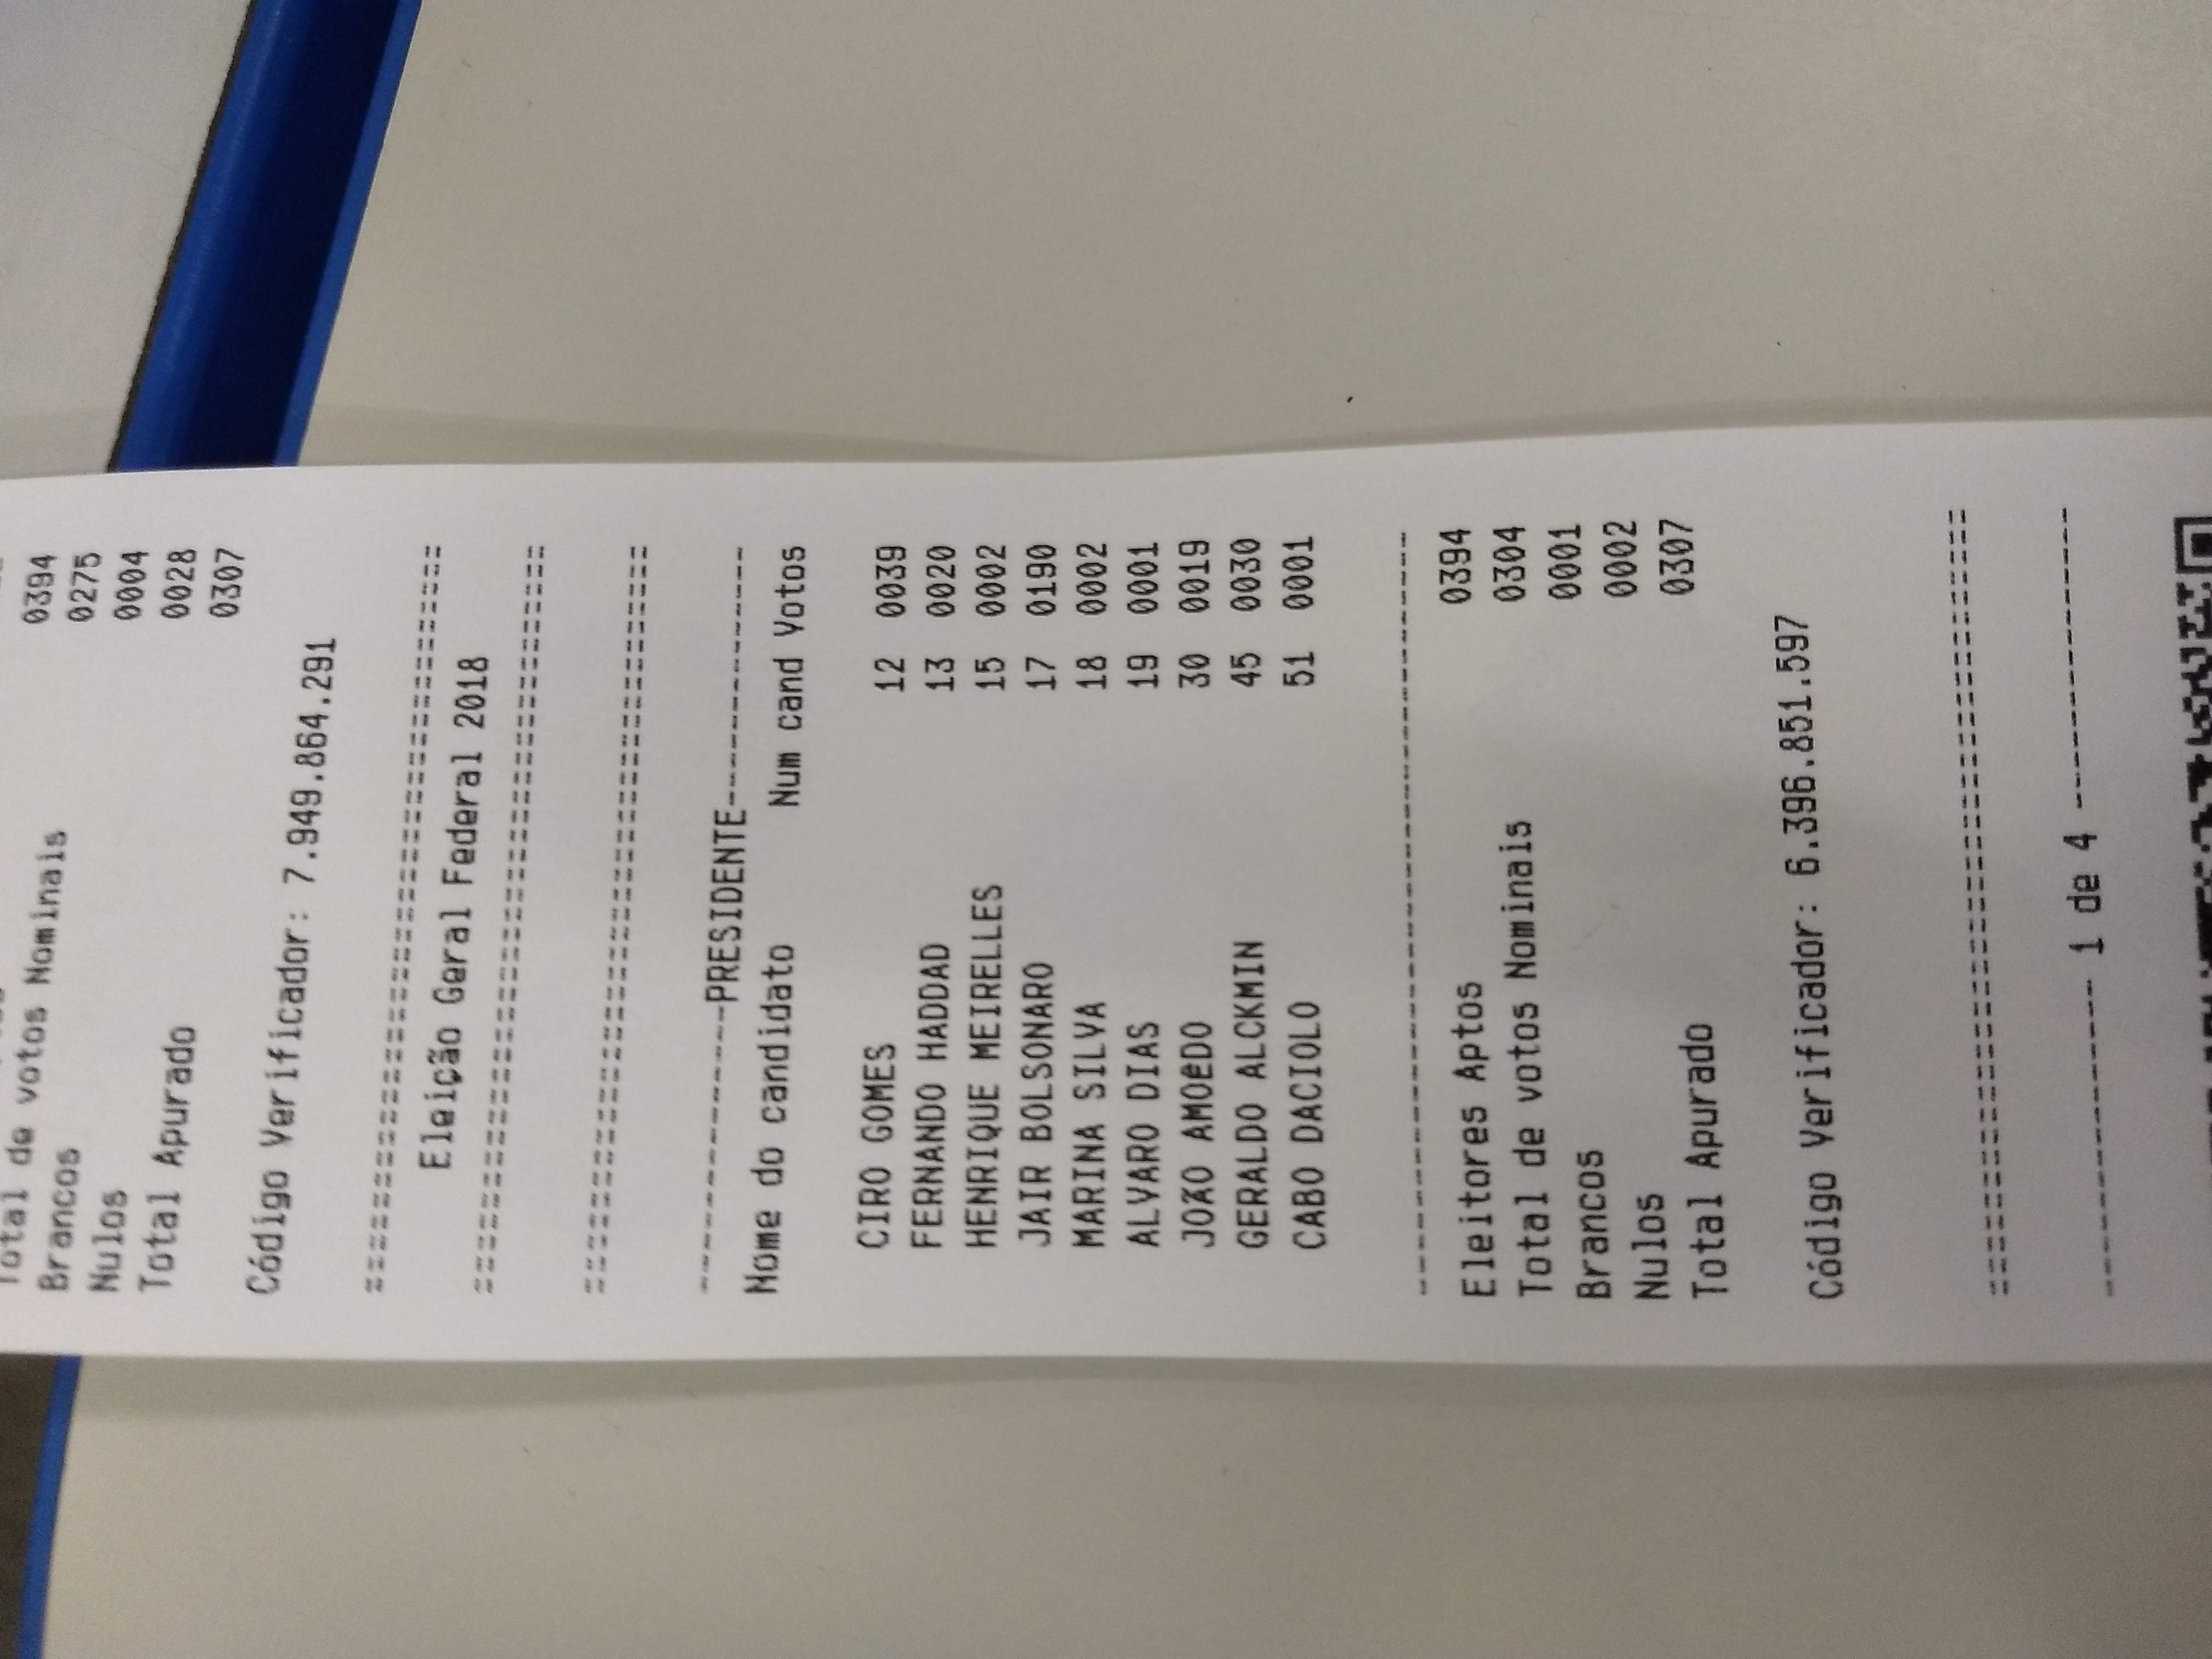 0394
Total de votos Nominais 0275
Brancos 0004
Nulos 0028
Total Apurado 0307
Código Verificador: 7.949.864.291
========================================
Eleição Geral Federal 2018
========================================
========================================
---------------PRESIDENTE---------------
Nome do candidato Num cand Votos
CIRO GOMES 12 0039
FERNANDO HADDAD 13 0020
HENRIQUE MEIRELLES 15 0002
JAIR BOLSONARO 17 0190
MARINA SILVA 18 0002
ALVARO DIAS 19 0001
JOÃO AMOêDO 30 0019
GERALDO ALCKMIN 45 0030
CABO DACIOLO 51 0001
----------------------------------------
Eleitores Aptos 0394
Total de votos Nominais 0304
Brancos 0001
Nulos 0002
Total Apurado 0307
Código Verificador: 6.396.851.597
========================================
----------------- 1 de 4 ----------------